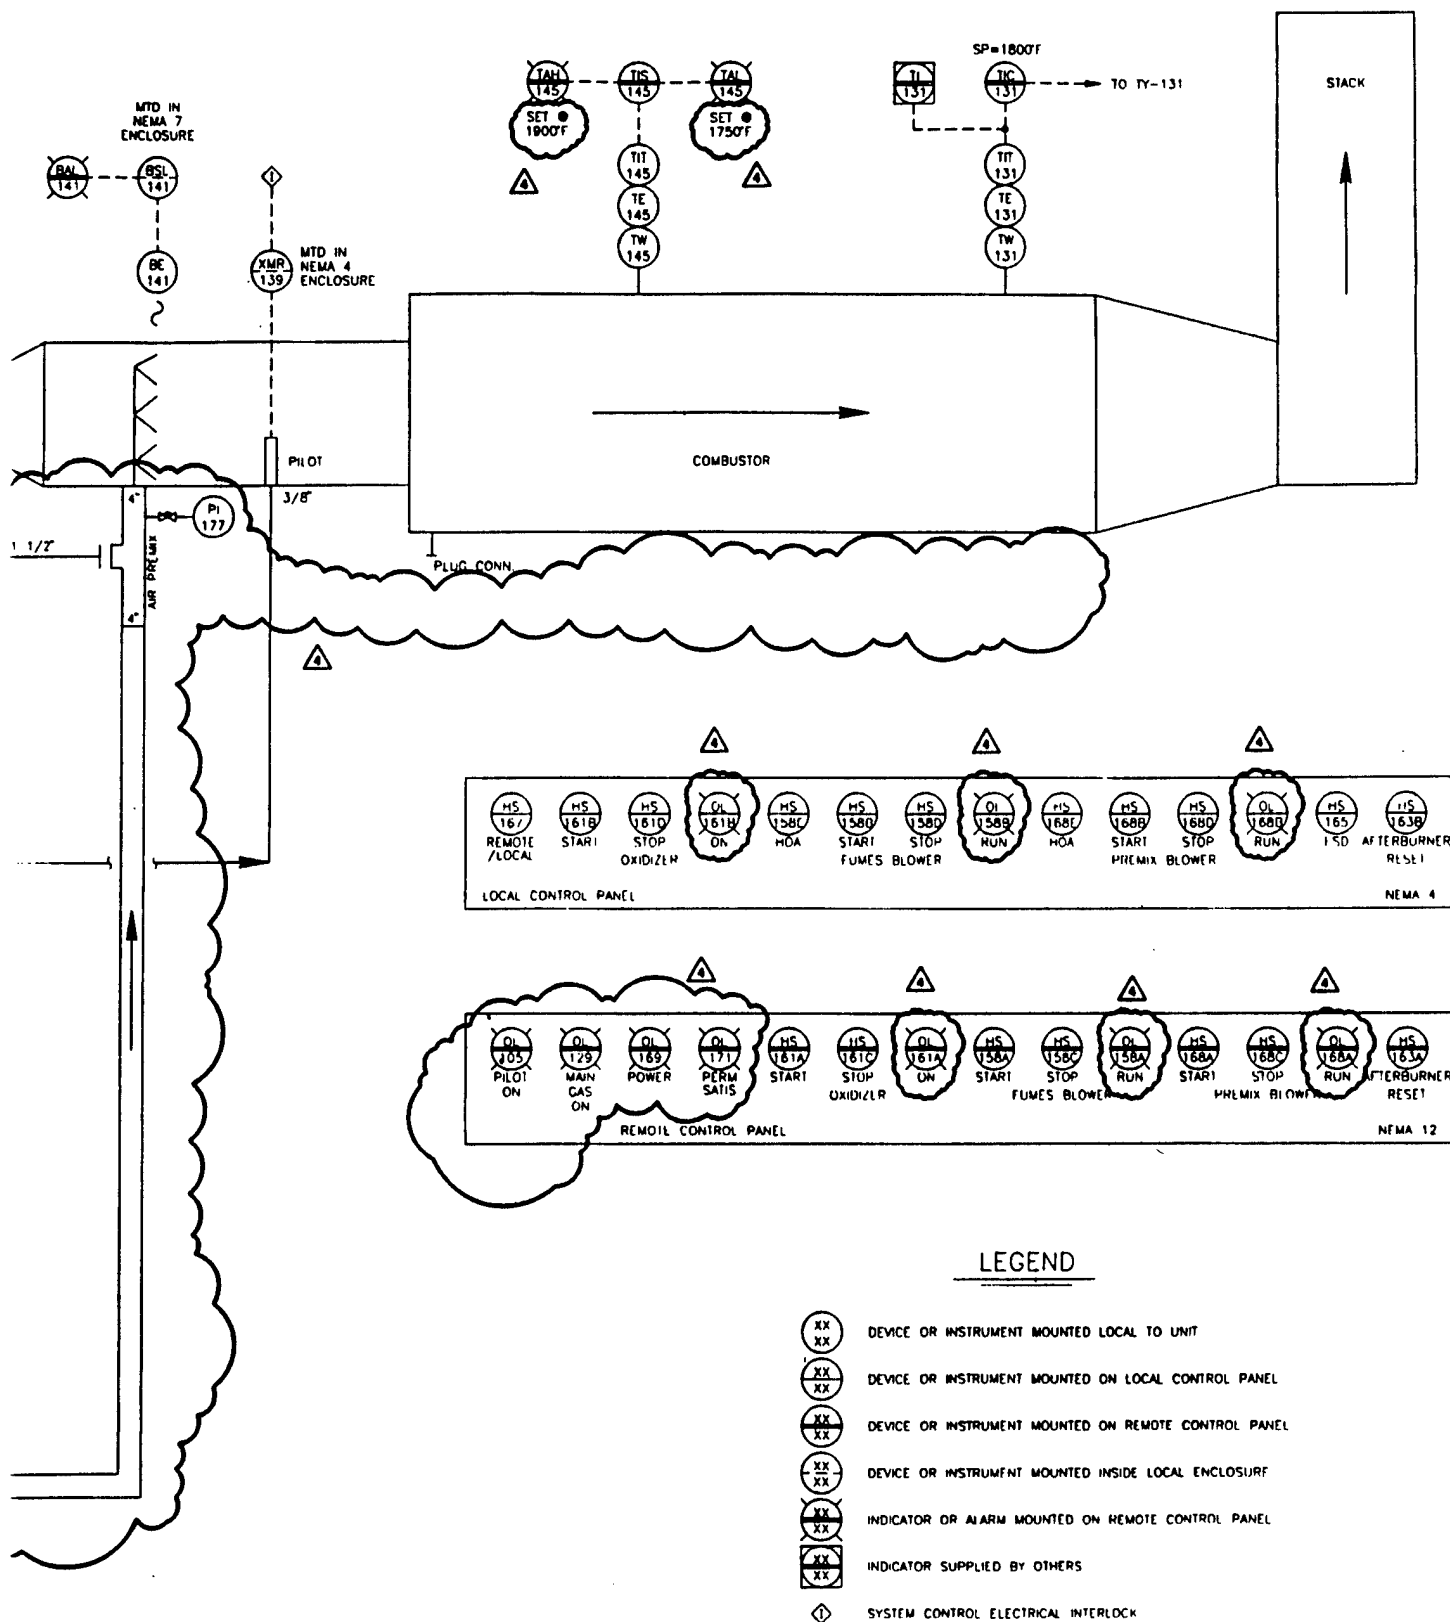 SP=1800°F
TAH
145
TIS
145
TAL
145
TI
131
TIC
131
TO TY-131
STACK
SET @
1900°F
SET @
1750°F
MTD IN
NEMA 7
ENCLOSURE
BAL
141
BSL
141
I
TIT
145
TIT
131
4
4
TE
145
TE
131
TW
145
TW
131
BE
141
XMR
139
MTD IN
NEMA 4
ENCLOSURE
PILOT
COMBUSTOR
4"
3/8"
PI
177
1 1/2"
AIR PREMIX
PLUG CONN.
4"
4
4
4
4
HS
167
REMOTE
/LOCAL
HS
161B
START
HS
161D
STOP
OXIDIZER
OL
161B
ON
HS
158E
HOA
HS
158B
START
HS
158D
STOP
FUMES BLOWER
OL
158B
RUN
HS
168E
HOA
HS
168B
START
HS
168D
STOP
PREMIX BLOWER
OL
168B
RUN
HS
165
ESD
HS
163B
AFTERBURNER
RESET
LOCAL CONTROL PANEL
NEMA 4
4
4
4
4
OL
105
PILOT
ON
OL
129
MAIN
GAS
ON
OL
169
POWER
OL
171
PERM
SATIS
HS
161A
START
HS
161C
STOP
OXIDIZER
OL
161A
ON
HS
158A
START
HS
158C
STOP
FUMES BLOWER
OL
158A
RUN
HS
168A
START
HS
168C
STOP
PREMIX BLOWER
OL
168A
RUN
HS
163A
AFTERBURNER
RESET
REMOTE CONTROL PANEL
NEMA 12
LEGEND
XX
XX
DEVICE OR INSTRUMENT MOUNTED LOCAL TO UNIT
XX
XX
DEVICE OR INSTRUMENT MOUNTED ON LOCAL CONTROL PANEL
XX
XX
DEVICE OR INSTRUMENT MOUNTED ON REMOTE CONTROL PANEL
XX
XX
DEVICE OR INSTRUMENT MOUNTED INSIDE LOCAL ENCLOSURE
XX
XX
INDICATOR OR ALARM MOUNTED ON REMOTE CONTROL PANEL
XX
XX
INDICATOR SUPPLIED BY OTHERS
I
SYSTEM CONTROL ELECTRICAL INTERLOCK